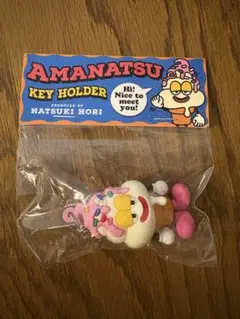 AMANATSU
KEY HOLDER
PRODUCED BY
NATSUKI HORI
Hi!
Nice to
meet
you!